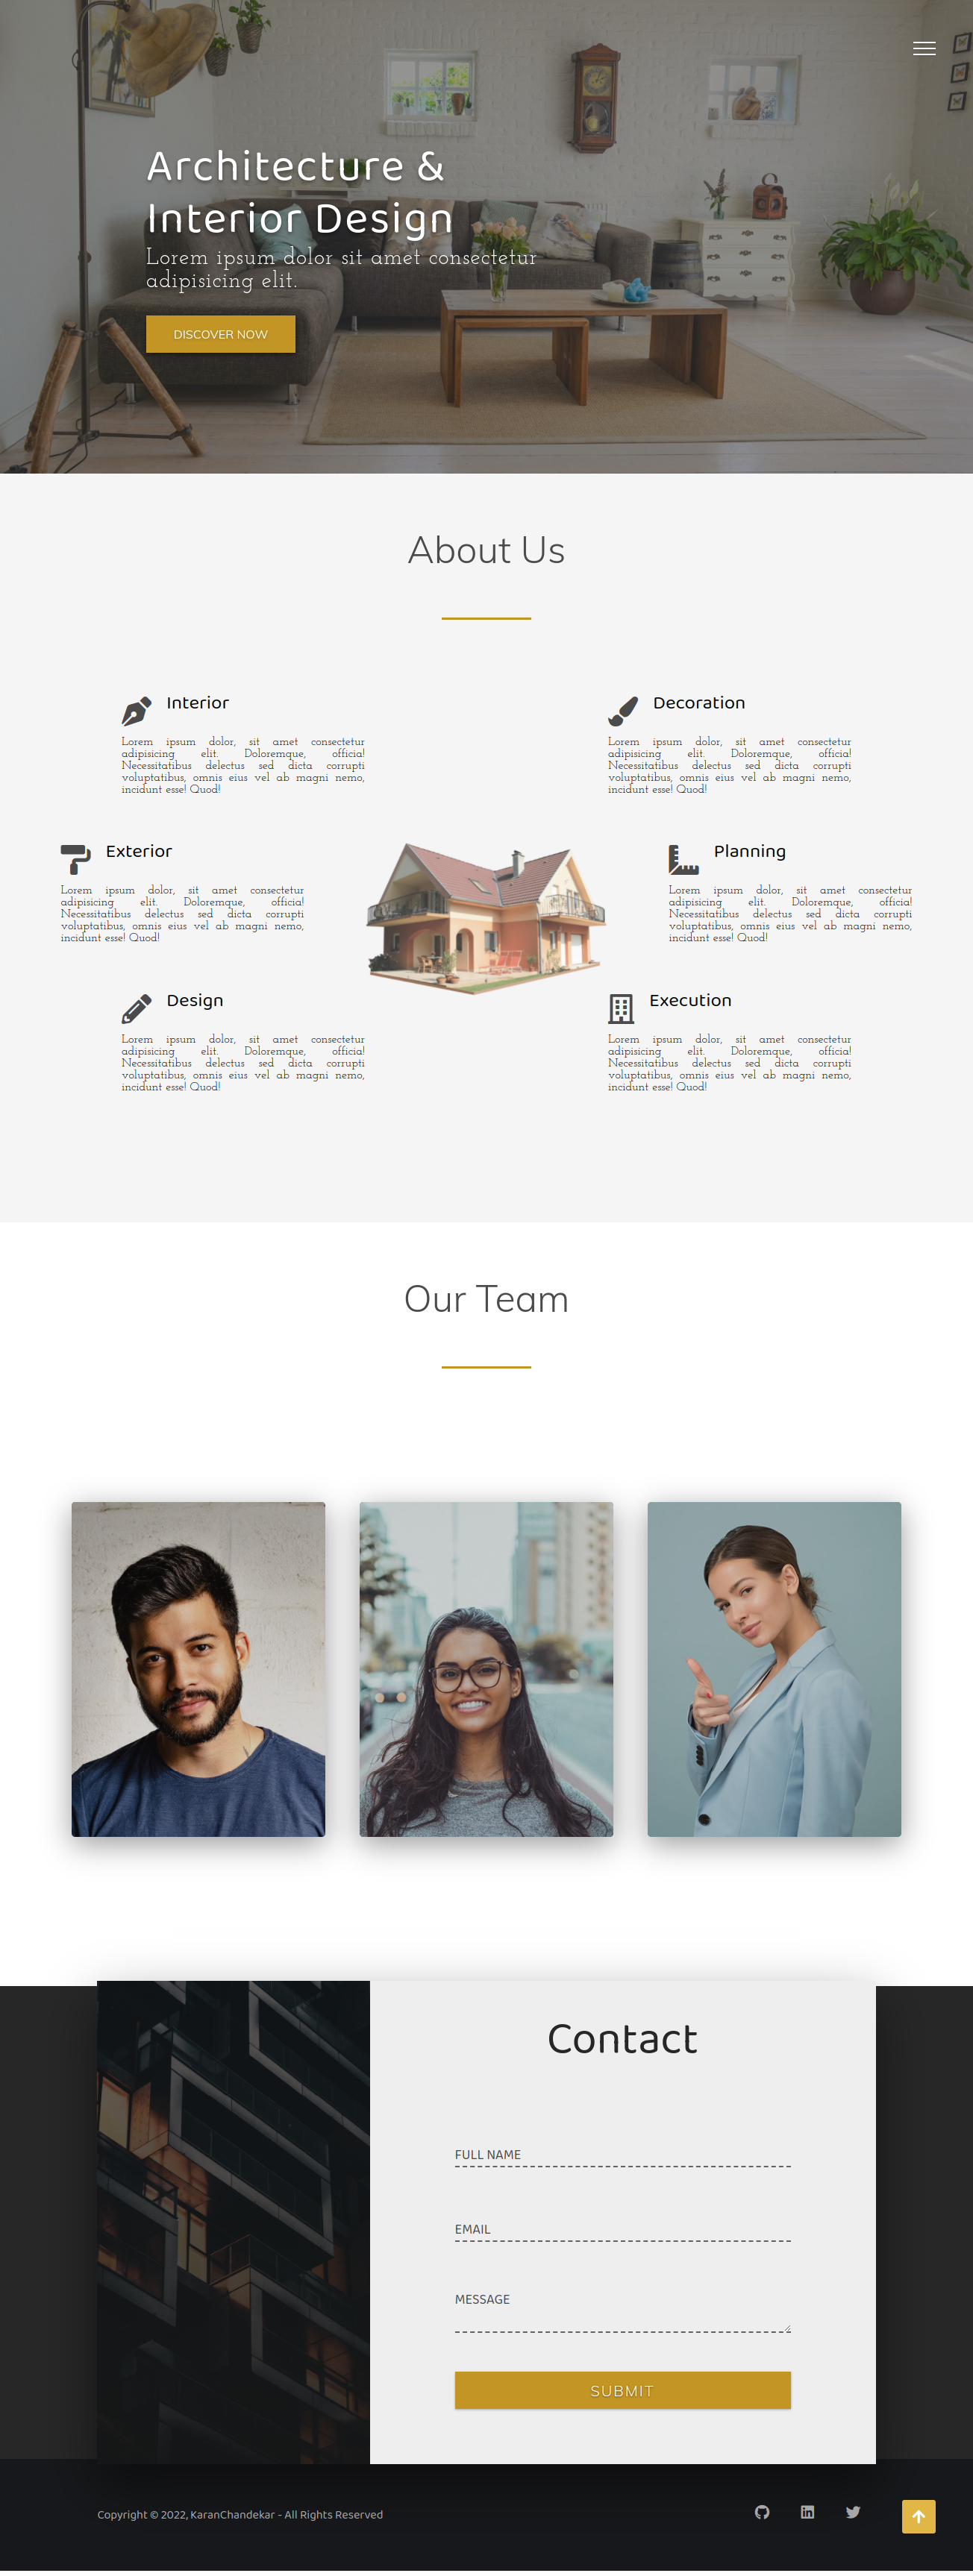 Architecture &
Interior Design
Lorem ipsum dolor sit amet consectetur
adipisicing elit.
DISCOVER NOW
About Us
Interior
Lorem ipsum dolor, sit amet consectetur
adipisicing elit. Doloremque, officia!
Necessitatibus delectus sed dicta corrupti
voluptatibus, omnis eius vel ab magni nemo,
incidunt esse! Quod!
Decoration
Lorem ipsum dolor, sit amet consectetur
adipisicing elit. Doloremque, officia!
Necessitatibus delectus sed dicta corrupti
voluptatibus, omnis eius vel ab magni nemo,
incidunt esse! Quod!
Exterior
Lorem ipsum dolor, sit amet consectetur
adipisicing elit. Doloremque, officia!
Necessitatibus delectus sed dicta corrupti
voluptatibus, omnis eius vel ab magni nemo,
incidunt esse! Quod!
Planning
Lorem ipsum dolor, sit amet consectetur
adipisicing elit. Doloremque, officia!
Necessitatibus delectus sed dicta corrupti
voluptatibus, omnis eius vel ab magni nemo,
incidunt esse! Quod!
Design
Lorem ipsum dolor, sit amet consectetur
adipisicing elit. Doloremque, officia!
Necessitatibus delectus sed dicta corrupti
voluptatibus, omnis eius vel ab magni nemo,
incidunt esse! Quod!
Execution
Lorem ipsum dolor, sit amet consectetur
adipisicing elit. Doloremque, officia!
Necessitatibus delectus sed dicta corrupti
voluptatibus, omnis eius vel ab magni nemo,
incidunt esse! Quod!
Our Team
Contact
FULL NAME
EMAIL
MESSAGE
SUBMIT
Copyright © 2022, KaranChandekar - All Rights Reserved